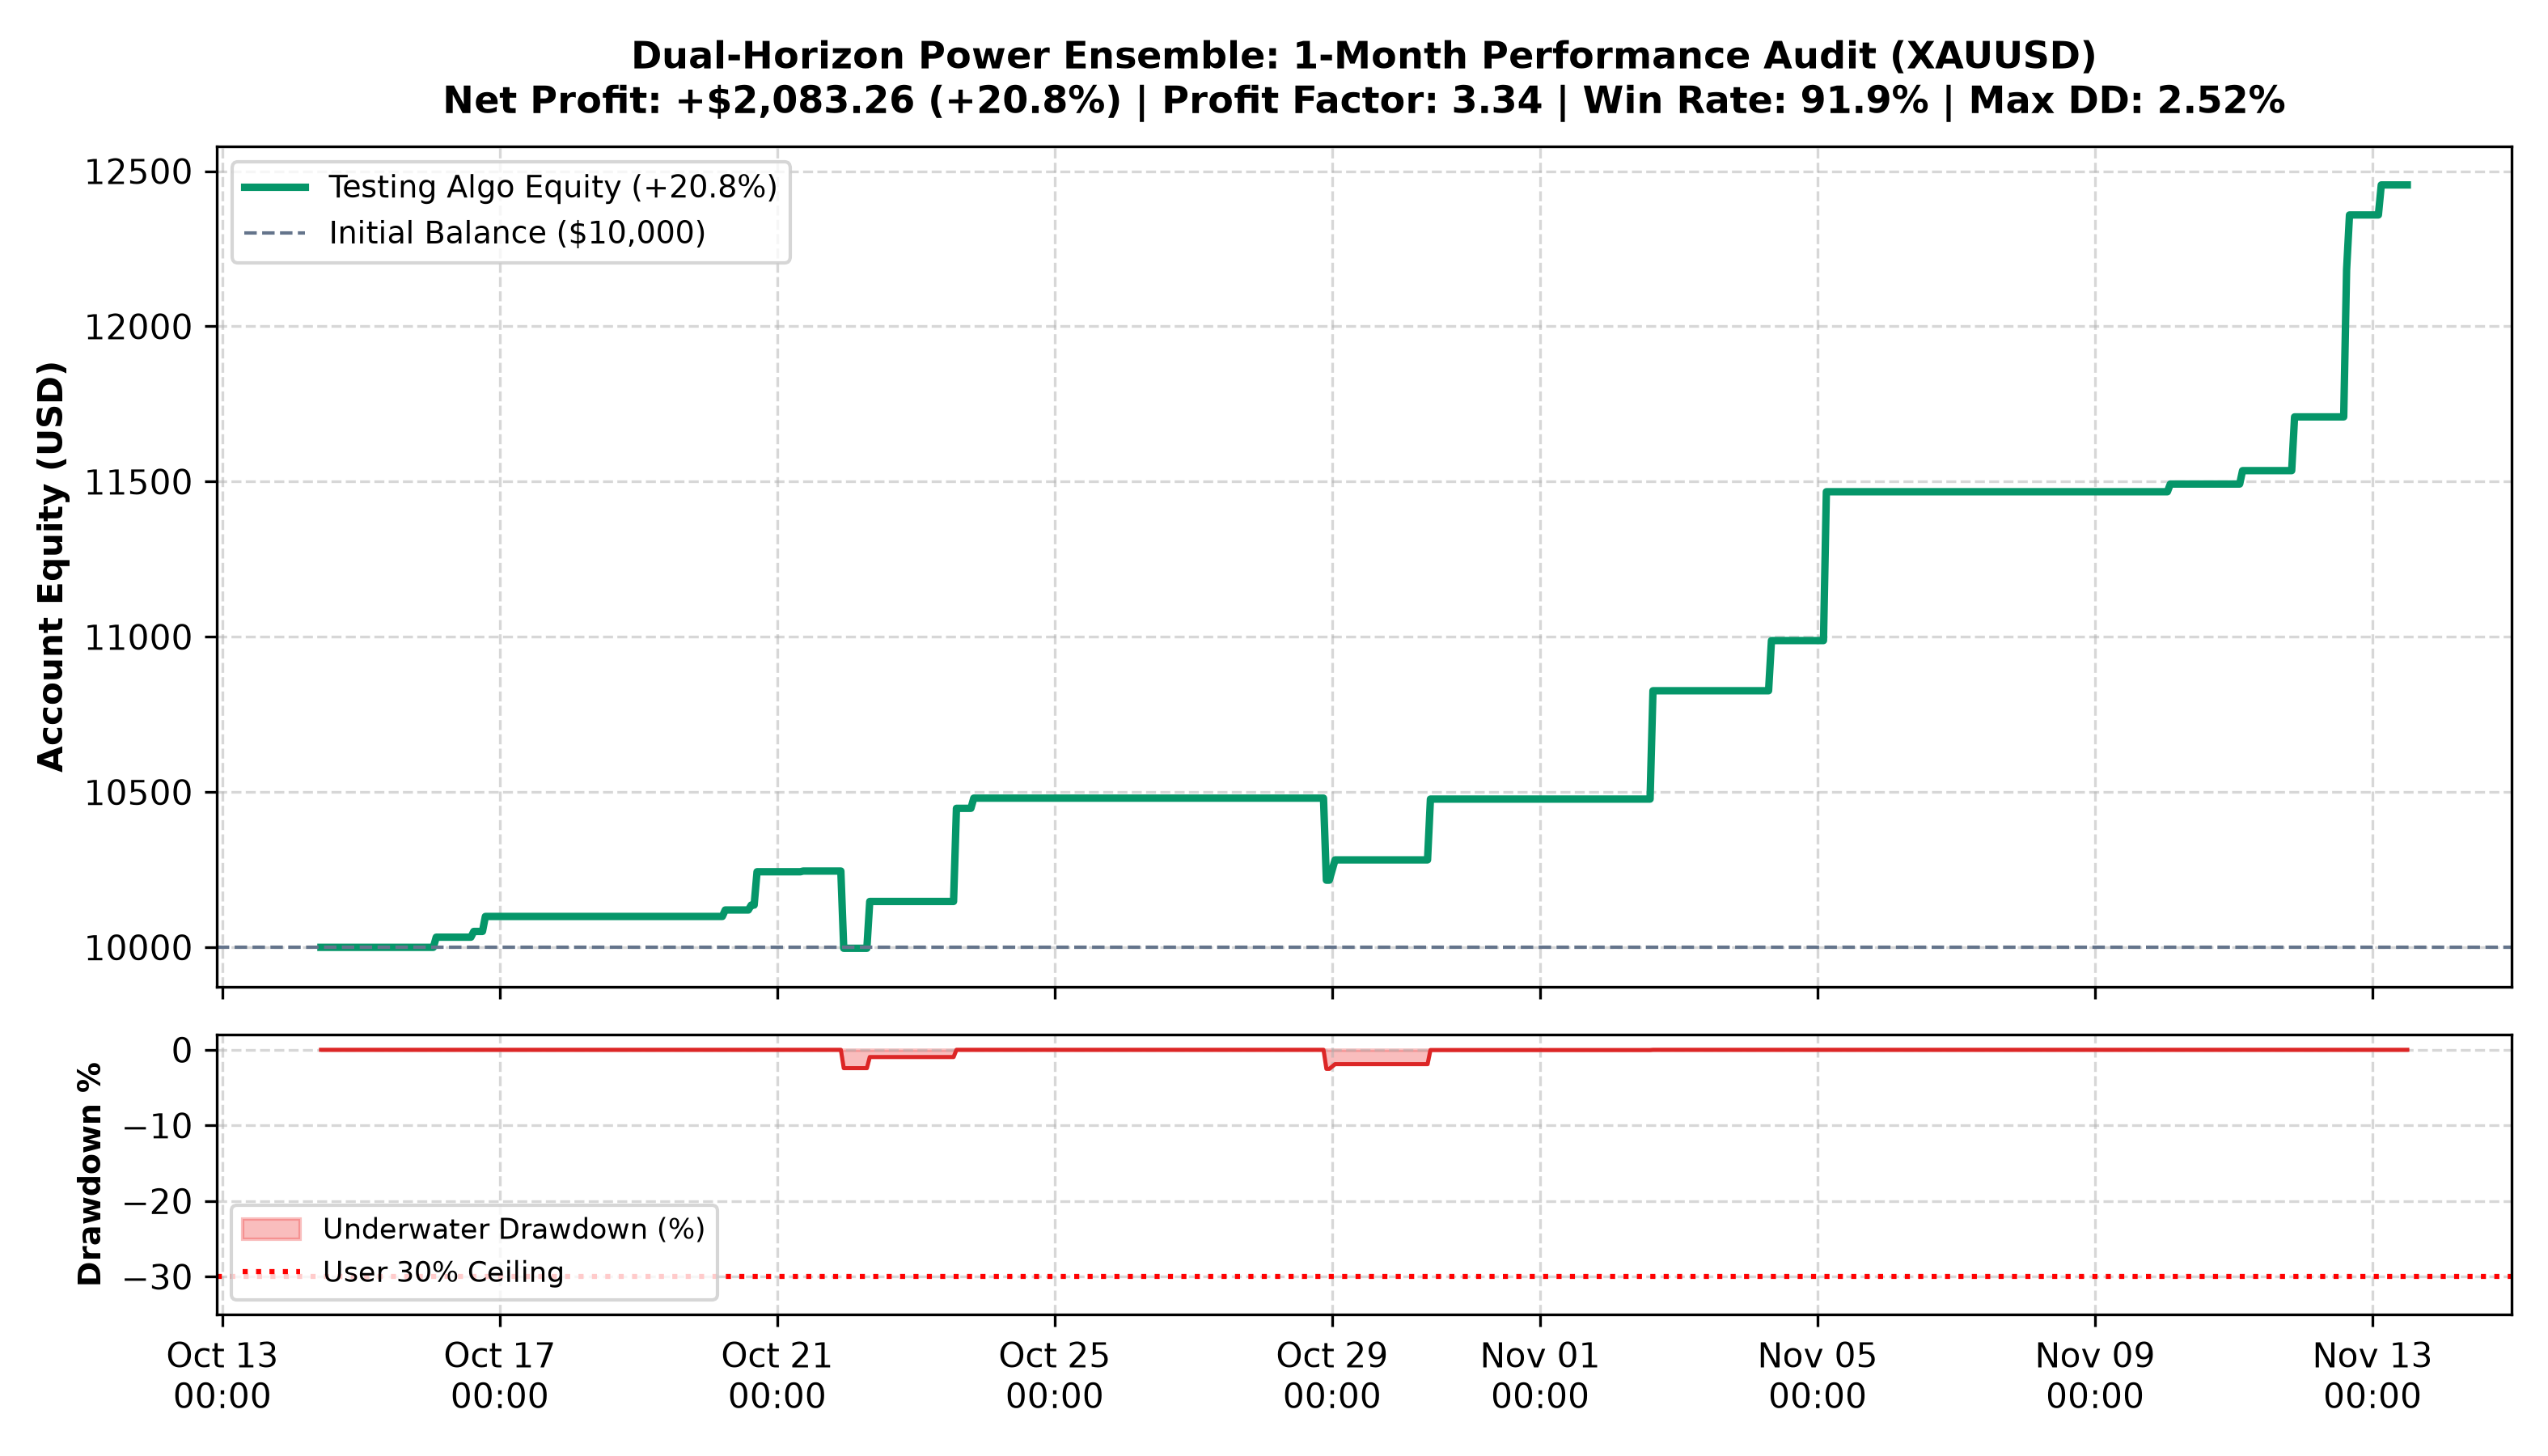 Dual-Horizon Power Ensemble: 1-Month Performance Audit (XAUUSD)
Net Profit: +$2,083.26 (+20.8%) | Profit Factor: 3.34 | Win Rate: 91.9% | Max DD: 2.52%
Account Equity (USD)
12500
12000
11500
11000
10500
10000
Testing Algo Equity (+20.8%)
Initial Balance ($10,000)
Drawdown %
0
−10
−20
−30
Underwater Drawdown (%)
User 30% Ceiling
Oct 13 Oct 17 Oct 21 Oct 25 Oct 29 Nov 01 Nov 05 Nov 09 Nov 13
00:00 00:00 00:00 00:00 00:00 00:00 00:00 00:00 00:00